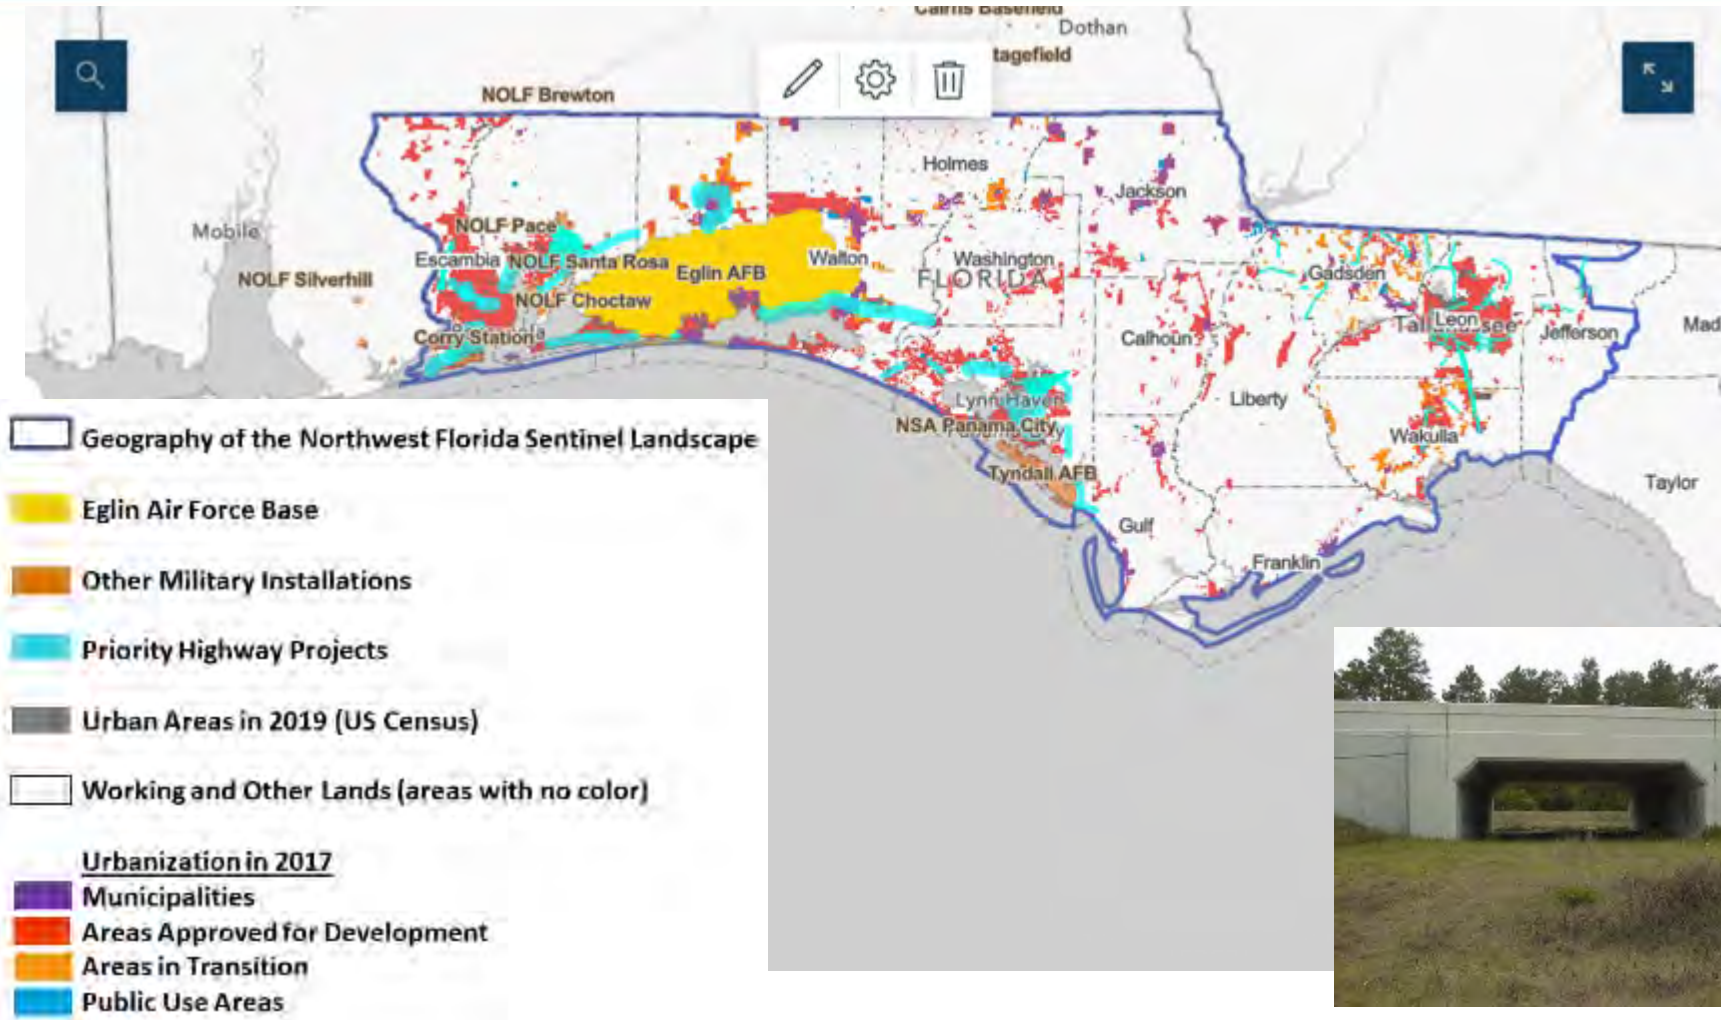 Cairns Basefield
Dothan
tagefield
NOLF Brewton
Holmes
Jackson
Mobile
NOLF Pace
Escambia
NOLF Santa Rosa
Eglin AFB
Walton
Washington
FLORIDA
Gadsden
NOLF Silverhill
NOLF Choctaw
Corry Station
Calhoun
Leon
Jefferson
Mad
Lynn Haven
Liberty
NSA Panama City
Wakulla
Tyndall AFB
Taylor
Gulf
Franklin
Geography of the Northwest Florida Sentinel Landscape
Eglin Air Force Base
Other Military Installations
Priority Highway Projects
Urban Areas in 2019 (US Census)
Working and Other Lands (areas with no color)
Urbanization in 2017
Municipalities
Areas Approved for Development
Areas in Transition
Public Use Areas